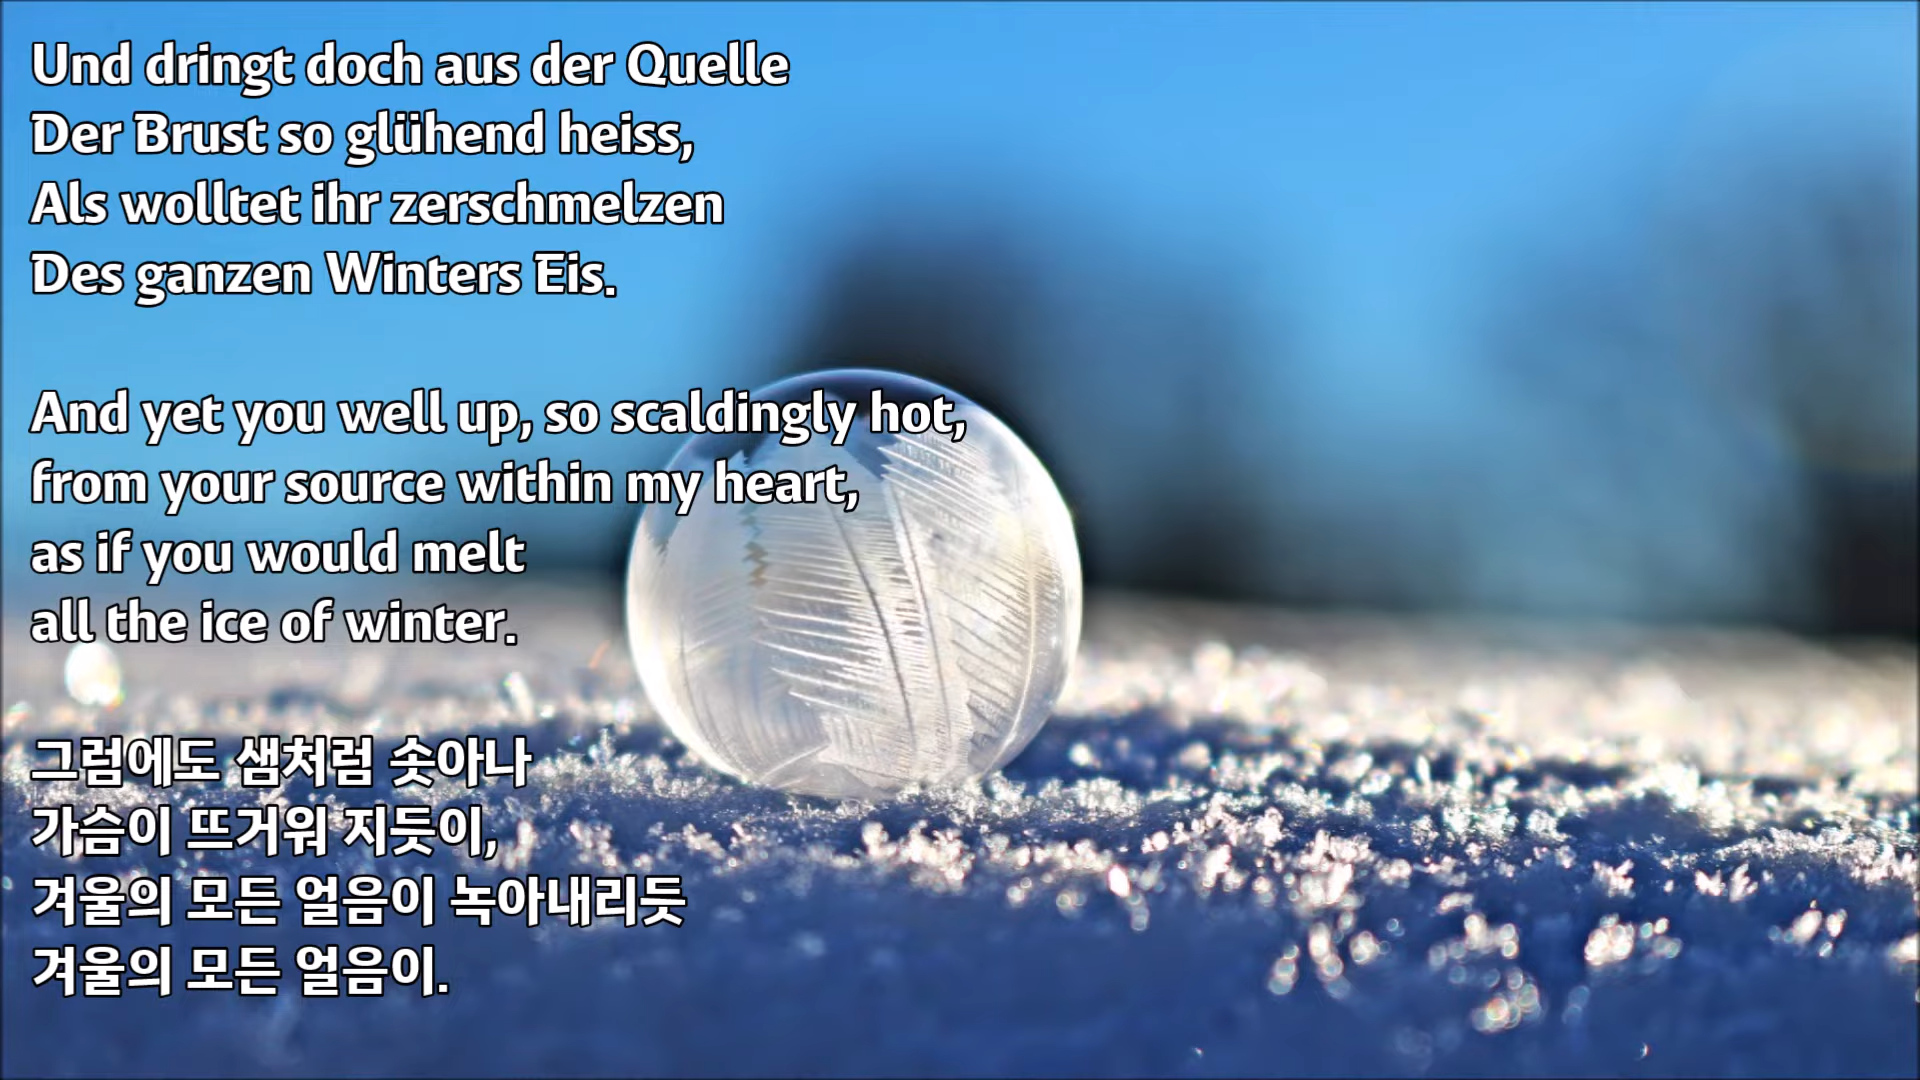 Und dringt doch aus der Quelle
Der Brust so glühend heiss,
Als wolltet ihr zerschmelzen
Des ganzen Winters Eis.
And yet you well up, so scaldingly hot,
from your source within my heart,
as if you would melt
all the ice of winter.
그럼에도 샘처럼 솟아나
가슴이 뜨거워 지듯이,
겨울의 모든 얼음이 녹아내리듯
겨울의 모든 얼음이.